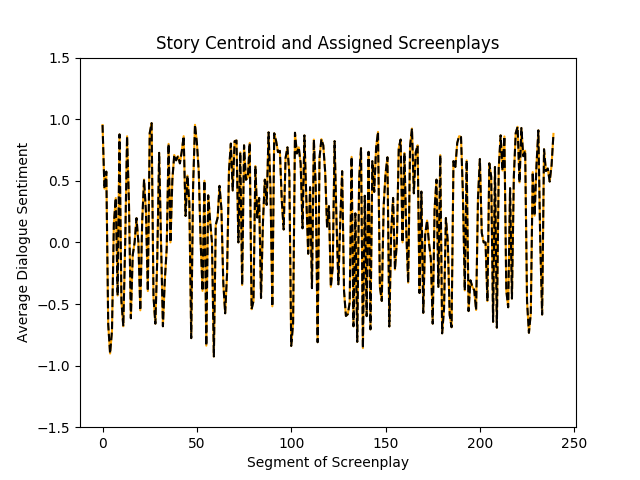 Story Centroid and Assigned Screenplays
1.5
1.0
0.5
0.0
−0.5
−1.0
−1.5
Average Dialogue Sentiment
0 50 100 150 200 250
Segment of Screenplay